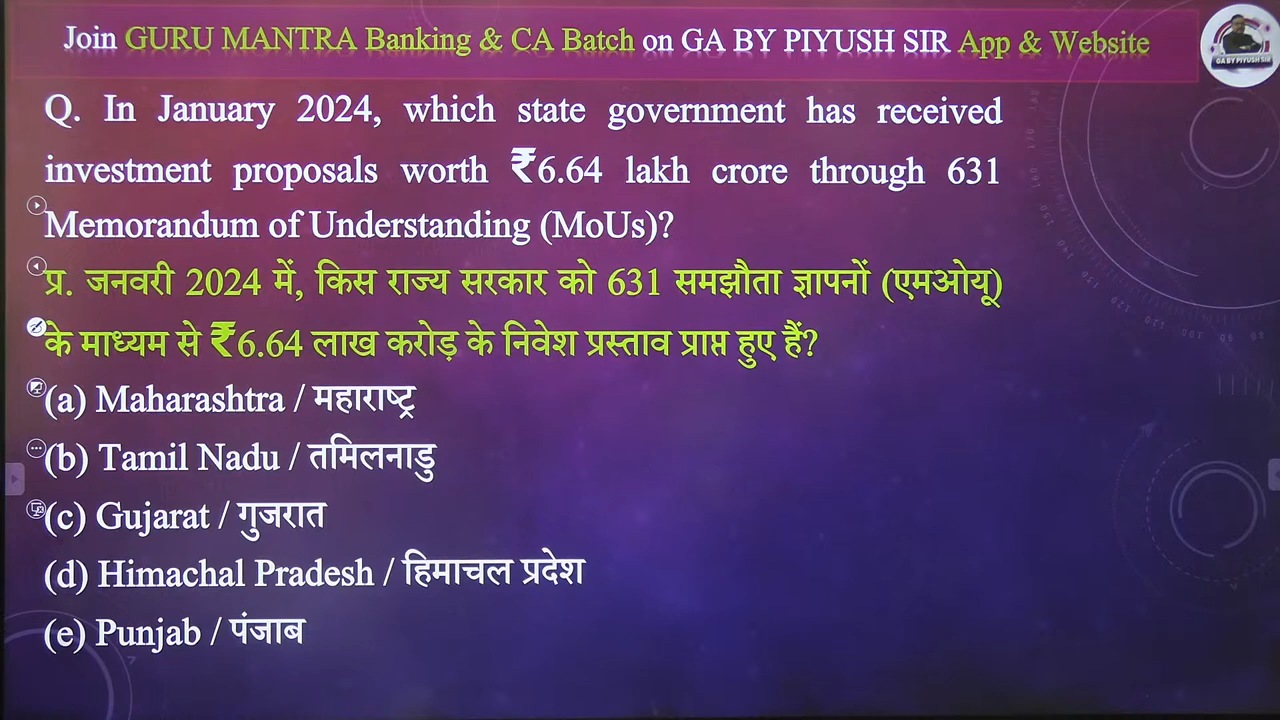 Join GURU MANTRA Banking & CA Batch on GA BY PIYUSH SIR App & Website
GA BY PIYUSH SIR
Q. In January 2024, which state government has received
investment proposals worth ₹6.64 lakh crore through 631
Memorandum of Understanding (MoUs)?
प्र. जनवरी 2024 में, किस राज्य सरकार को 631 समझौता ज्ञापनों (एमओयू)
के माध्यम से ₹6.64 लाख करोड़ के निवेश प्रस्ताव प्राप्त हुए हैं?
(a) Maharashtra / महाराष्ट्र
(b) Tamil Nadu / तमिलनाडु
(c) Gujarat / गुजरात
(d) Himachal Pradesh / हिमाचल प्रदेश
(e) Punjab / पंजाब